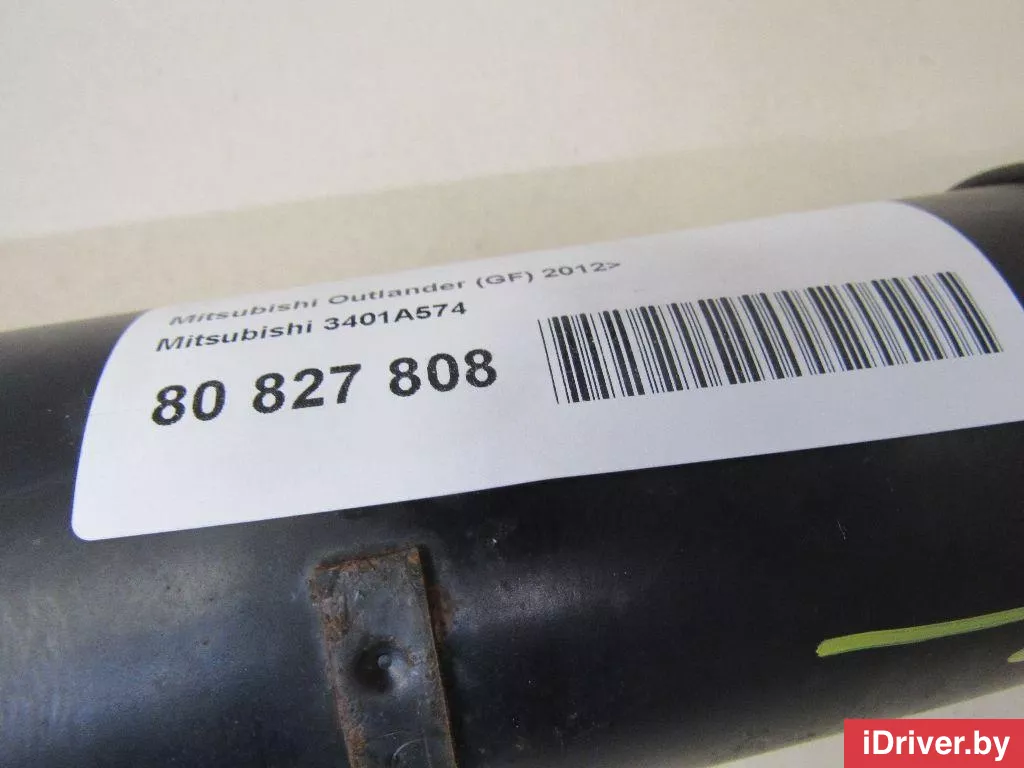 Mitsubishi Outlander (GF) 2012>
Mitsubishi 3401A574
80 827 808
iDriver.by